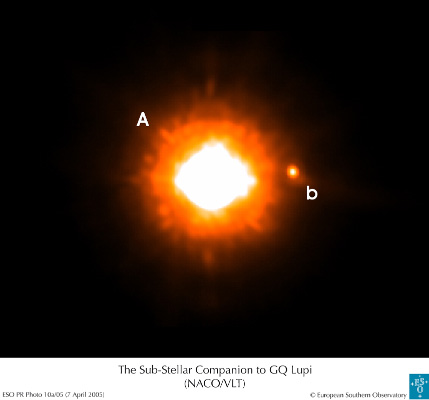 A
b
The Sub-Stellar Companion to GQ Lupi
(NACO/VLT)
ESO PR Photo 10a/05 (7 April 2005)
© European Southern Observatory
ESO